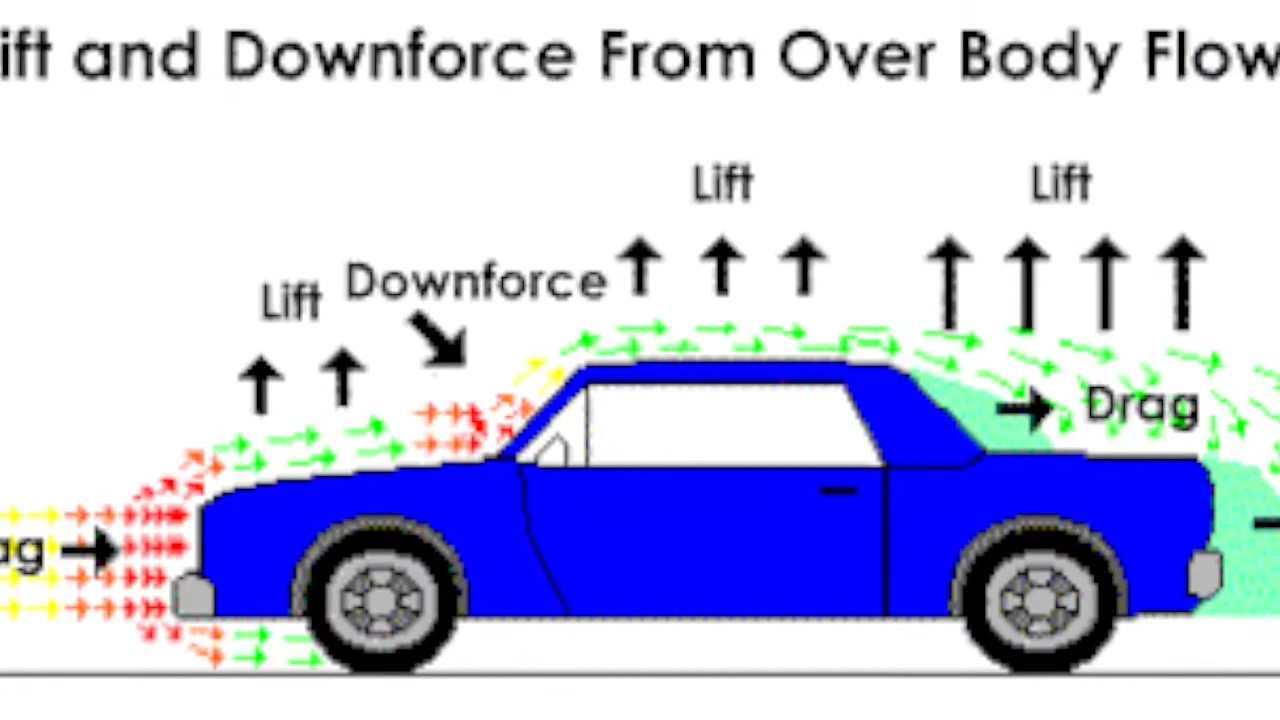 ift and Downforce From Over Body Flow
Lift
Lift
Lift
Downforce
Drag
ag